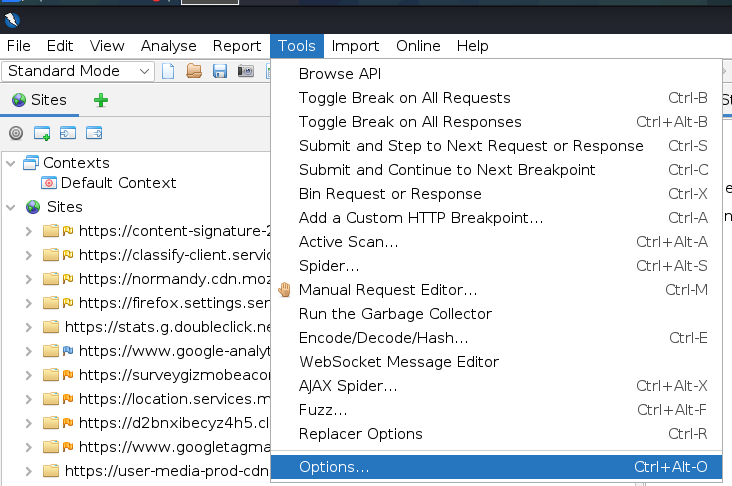 File Edit View Analyse Report Tools Import Online Help
Standard Mode
Sites
Contexts
Default Context
Sites
https://content-signature-2
https://classify-client.servic
https://normandy.cdn.moz
https://firefox.settings.ser
https://stats.g.doubleclick.ne
https://www.google-analyt
https://surveygizmobeacor
https://location.services.m
https://d2bnxibecyz4h5.cl
https://www.googletagma
https://user-media-prod-cdn
Browse API
Toggle Break on All Requests Ctrl-B
Toggle Break on All Responses Ctrl+Alt-B
Submit and Step to Next Request or Response Ctrl-S
Submit and Continue to Next Breakpoint Ctrl-C
Bin Request or Response Ctrl-X
Add a Custom HTTP Breakpoint... Ctrl-A
Active Scan... Ctrl+Alt-A
Spider... Ctrl+Alt-S
Manual Request Editor... Ctrl-M
Run the Garbage Collector
Encode/Decode/Hash... Ctrl-E
WebSocket Message Editor
AJAX Spider... Ctrl+Alt-X
Fuzz... Ctrl+Alt-F
Replacer Options Ctrl-R
Options... Ctrl+Alt-O